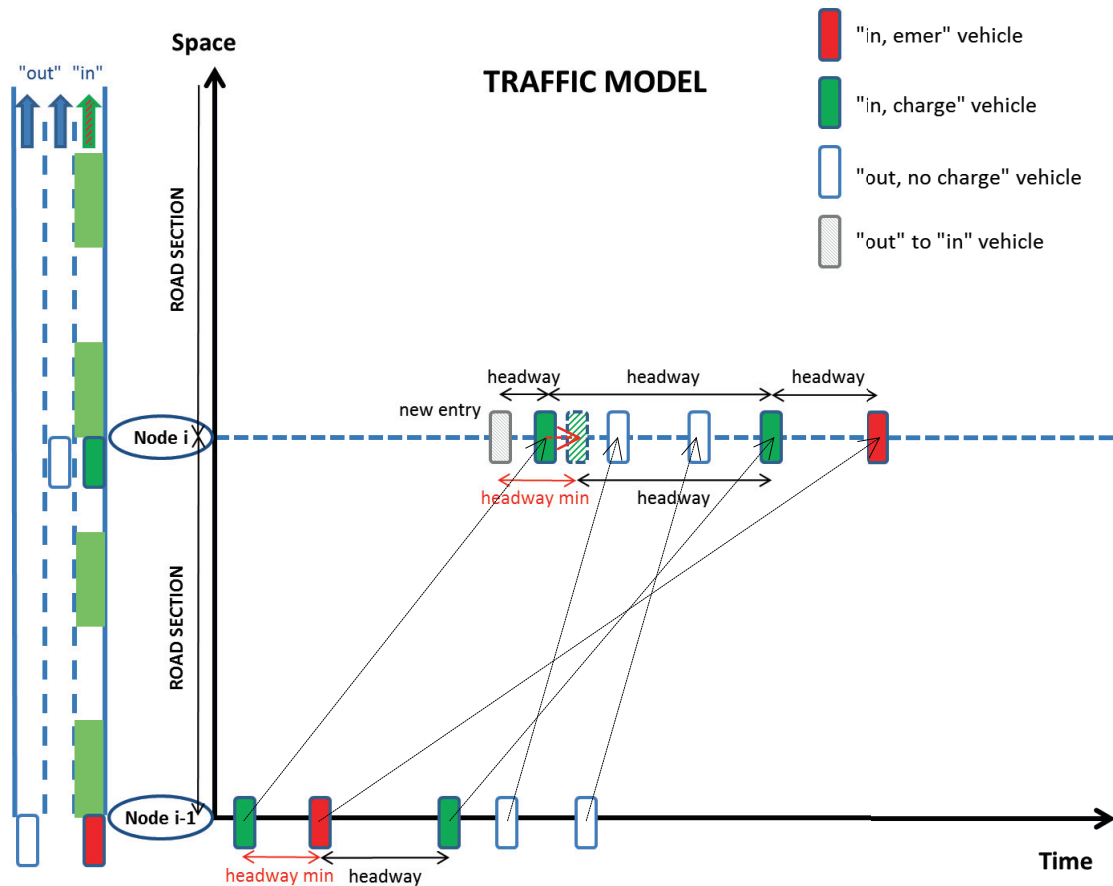 Space
"out" "in"
TRAFFIC MODEL
"in, emer" vehicle
"in, charge" vehicle
"out, no charge" vehicle
"out" to "in" vehicle
ROAD SECTION
headway
headway
headway
new entry
Node i
headway min
headway
ROAD SECTION
Node i-1
Time
headway min
headway